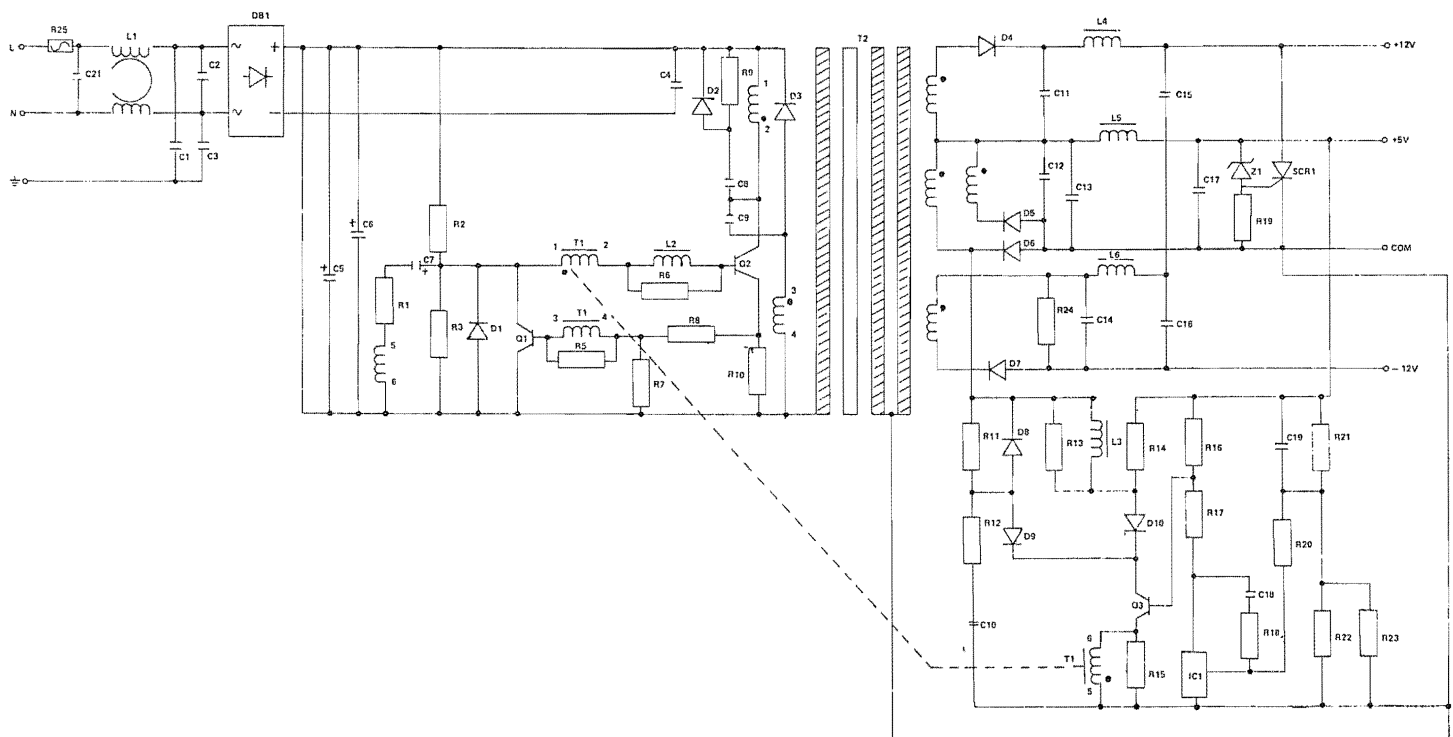 R25
L1
DB1
L
C21
C2
N
C1
C3
+
-
~
~
C4
D2
R9
1
2
D3
T2
C8
C9
C5
+
C6
+
R2
C7
+
R1
5
6
R3
D1
Q1
1
T1
2
L2
R6
Q2
3
T1
4
R5
R7
R8
R10
3
4
D4
L4
+12V
C11
C15
L5
+5V
C12
C13
C17
Z1
SCR1
R19
D5
D6
COM
L6
R24
C14
C16
D7
- 12V
R11
D8
R13
L3
R14
R16
C19
R21
R12
D9
D10
R17
R20
Q3
C18
R18
R22
R23
C10
T1
6
5
R15
IC1